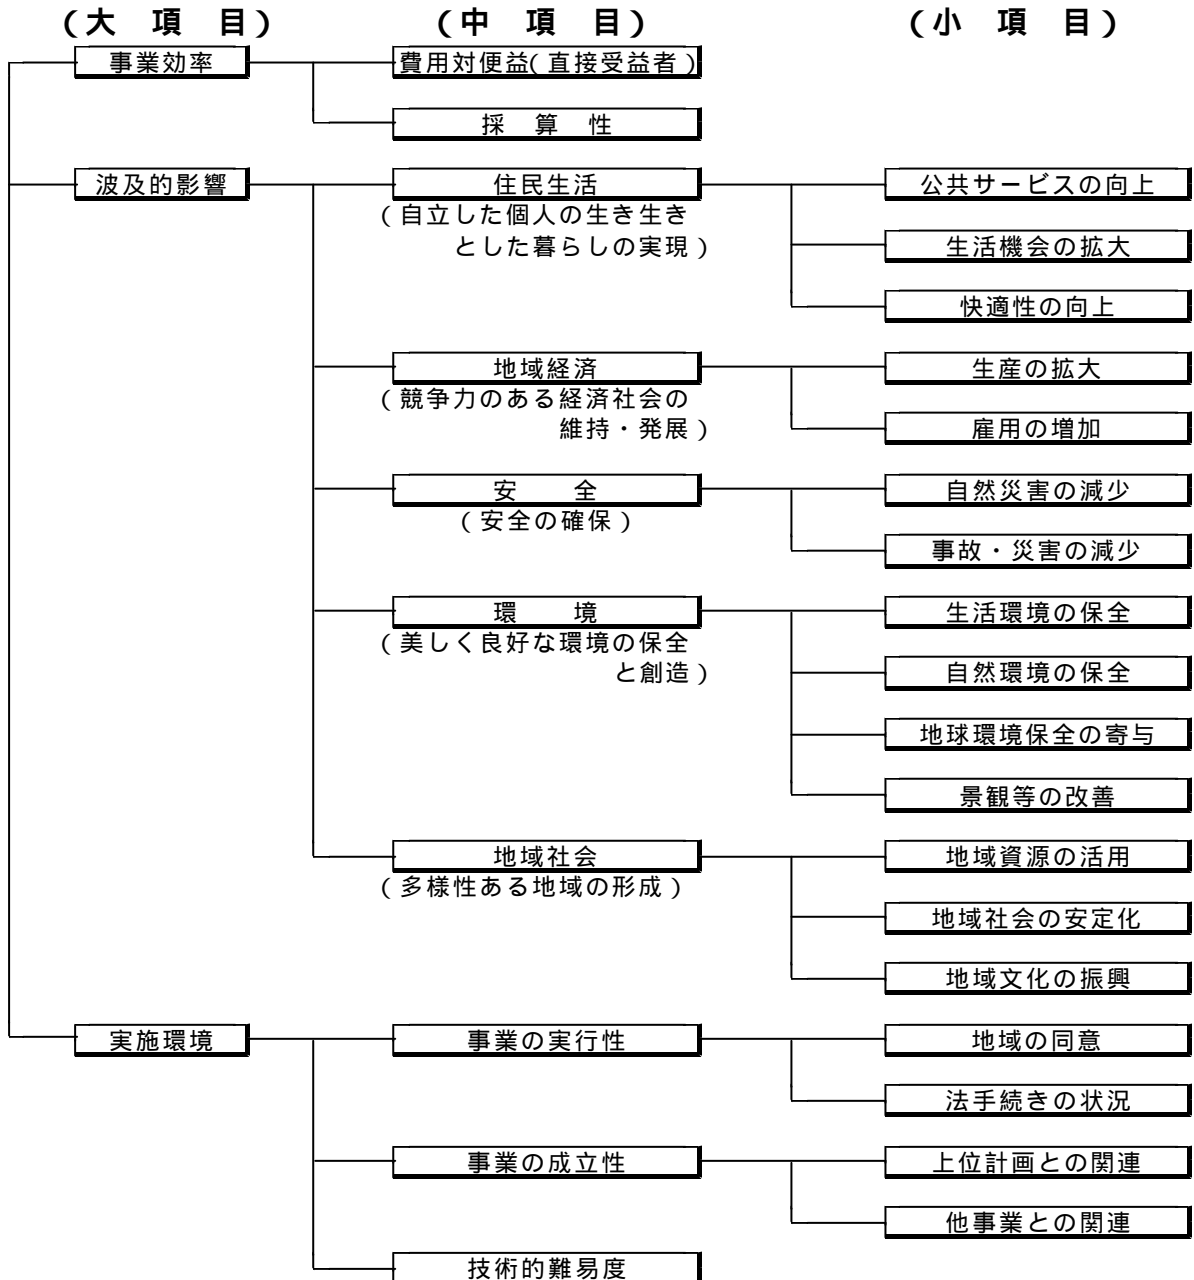 （大　項　目）　（中　項　目）　（小　項　目）
事業効率　費用対便益（直接受益者）
採　算　性
波及的影響　住民生活　公共サービスの向上
（自立した個人の生き生き
とした暮らしの実現）
生活機会の拡大
快適性の向上
地域経済　生産の拡大
（競争力のある経済社会の
維持・発展）
雇用の増加
安　　全　自然災害の減少
（安全の確保）
事故・災害の減少
環　　境　生活環境の保全
（美しく良好な環境の保全
と創造）
自然環境の保全
地球環境保全の寄与
景観等の改善
地域社会　地域資源の活用
（多様性ある地域の形成）
地域社会の安定化
地域文化の振興
実施環境　事業の実行性　地域の同意
法手続きの状況
事業の成立性　上位計画との関連
他事業との関連
技術的難易度